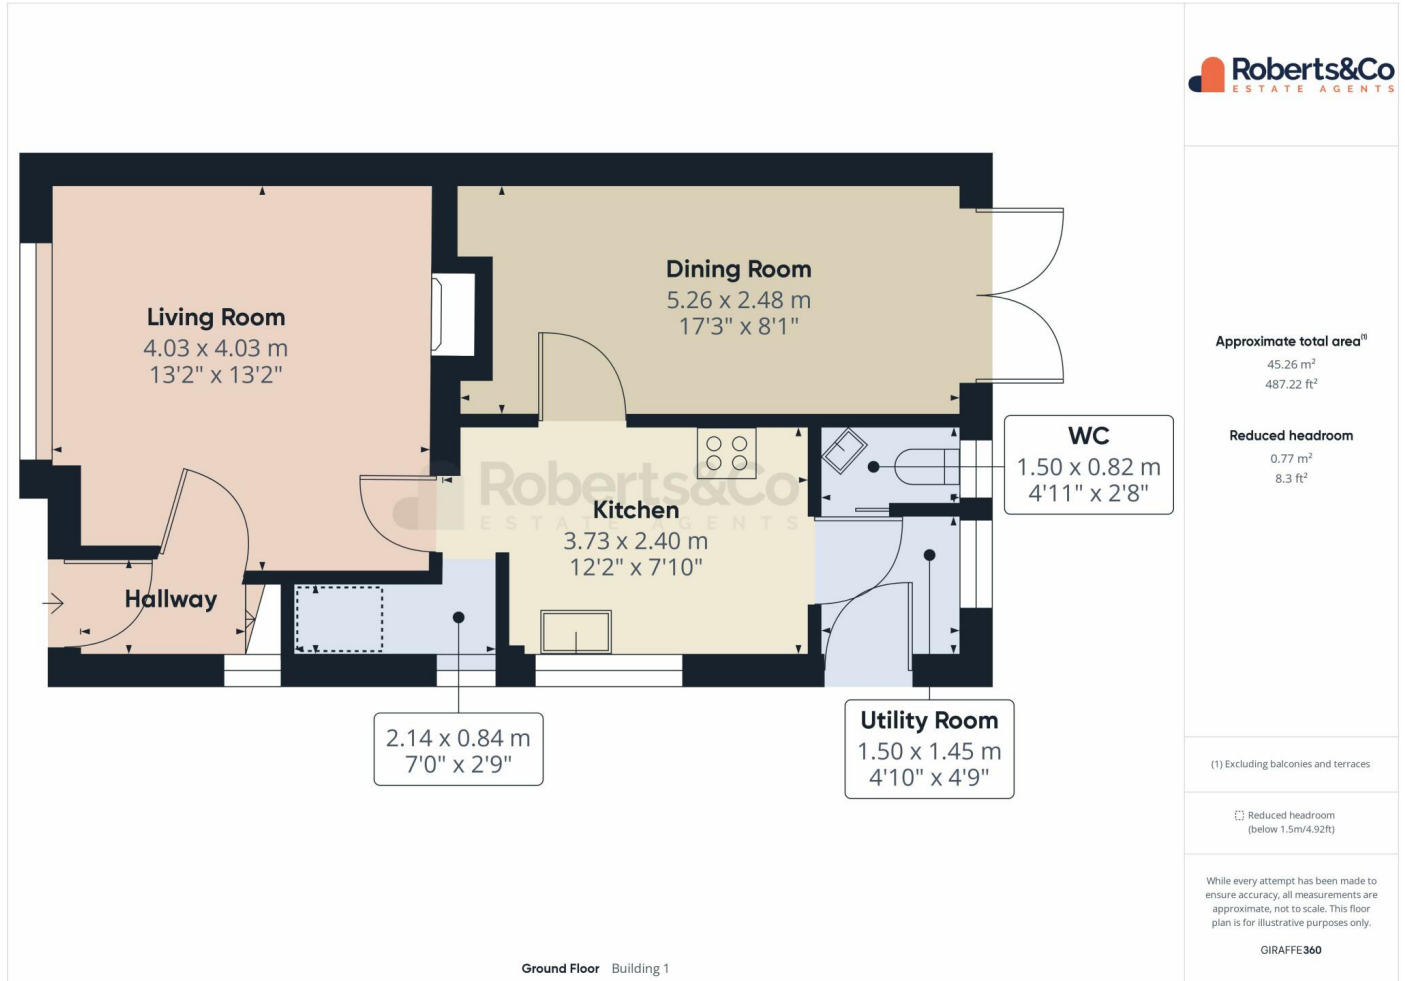 Roberts&Co
ESTATE AGENTS
Living Room
4.03 x 4.03 m
13'2" x 13'2"
Dining Room
5.26 x 2.48 m
17'3" x 8'1"
WC
1.50 x 0.82 m
4'11" x 2'8"
Roberts&Co
ESTATE AGENTS
Kitchen
3.73 x 2.40 m
12'2" x 7'10"
Hallway
2.14 x 0.84 m
7'0" x 2'9"
Utility Room
1.50 x 1.45 m
4'10" x 4'9"
Ground Floor Building 1
Approximate total area(1)
45.26 m²
487.22 ft²
Reduced headroom
0.77 m²
8.3 ft²
(1) Excluding balconies and terraces
Reduced headroom
(below 1.5m/4.92ft)
While every attempt has been made to
ensure accuracy, all measurements are
approximate, not to scale. This floor
plan is for illustrative purposes only.
GIRAFFE360